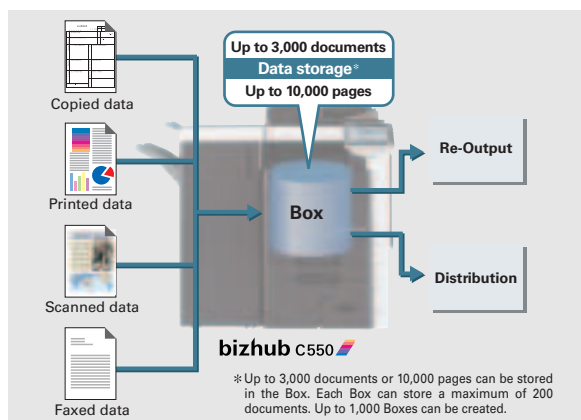 Up to 3,000 documents
Data storage*
Up to 10,000 pages
Copied data
Printed data
Scanned data
Faxed data
Box
Re-Output
Distribution
bizhub C550
*Up to 3,000 documents or 10,000 pages can be stored
in the Box. Each Box can store a maximum of 200
documents. Up to 1,000 Boxes can be created.